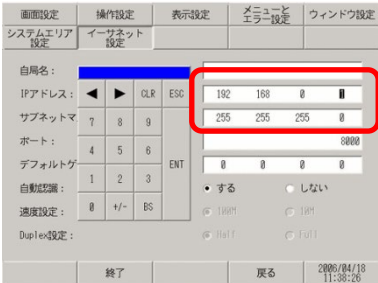 画面設定 操作設定 表示設定 メニューとエラー設定 ウィンドウ設定
システムエリア設定 イーサネット設定
自局名：
IPアドレス： ◀ ▶ CLR ESC 192 168 0
サブネットマ 7 8 9 255 255 255 0
ポート： 4 5 6 ENT 8000
デフォルトゲ 0 0 0 0
自動認識： 1 2 3 する しない
速度設定： 0 +/- BS 100M 10M
Duplex設定： Half Full
終了 戻る 2006/04/18
11:38:26